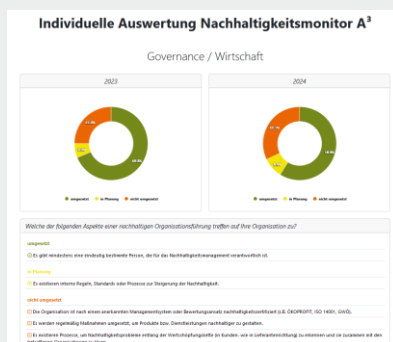 Individuelle Auswertung Nachhaltigkeitsmonitor A³
Governance / Wirtschaft
2023
2024
umgesetzt in Planung nicht umgesetzt
umgesetzt in Planung nicht umgesetzt
Welche der folgenden Aspekte einer nachhaltigen Organisationsführung treffen auf Ihre Organisation zu?
umgesetzt
Es gibt mindestens eine eindeutig bestimmte Person, die für das Nachhaltigkeitsmanagement verantwortlich ist.
in Planung
Es existieren interne Regeln, Standards oder Prozesse zur Steigerung der Nachhaltigkeit.
nicht umgesetzt
Die Organisation ist nach einem anerkannten Managementsystem oder Bewertungsansatz nachhaltigkeitszertifiziert (z.B. ÖKOPROFIT, ISO 14001, GWÖ).
Es werden regelmäßig Maßnahmen umgesetzt, um Produkte bzw. Dienstleistungen nachhaltiger zu gestalten.
Es existieren Prozesse, um Nachhaltigkeitsprobleme entlang der Wertschöpfungskette (in Kunden- wie in Lieferantenrichtung) zu erkennen und sie zusammen mit den